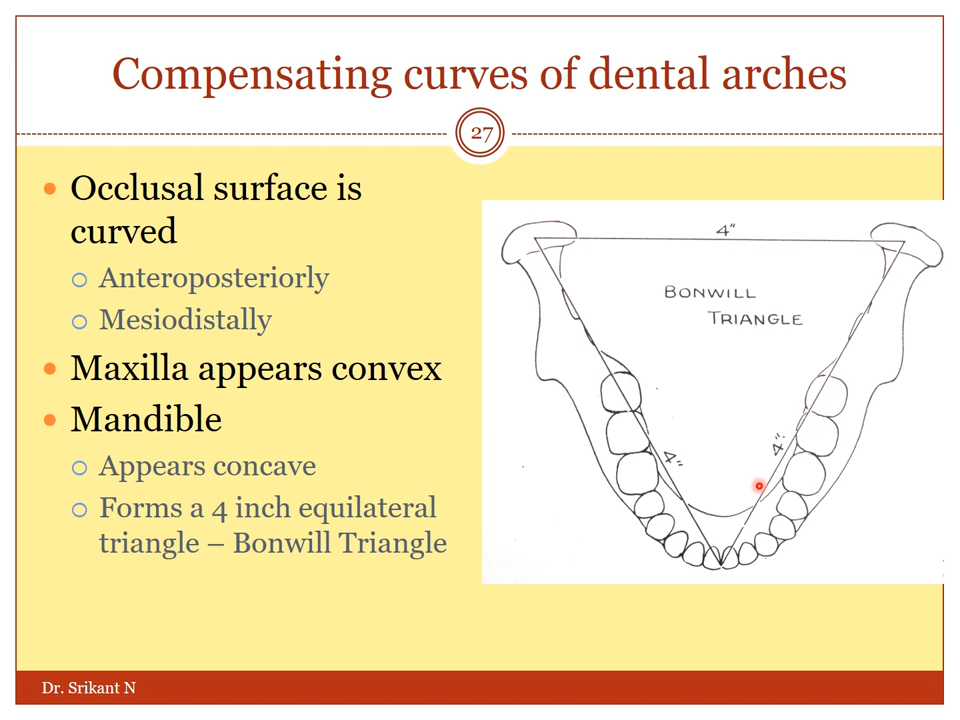 Compensating curves of dental arches
27
Occlusal surface is
curved
Anteroposteriorly
Mesiodistally
Maxilla appears convex
Mandible
Appears concave
Forms a 4 inch equilateral
triangle – Bonwill Triangle
4"
BONWILL
TRIANGLE
4"
4"
Dr. Srikant N